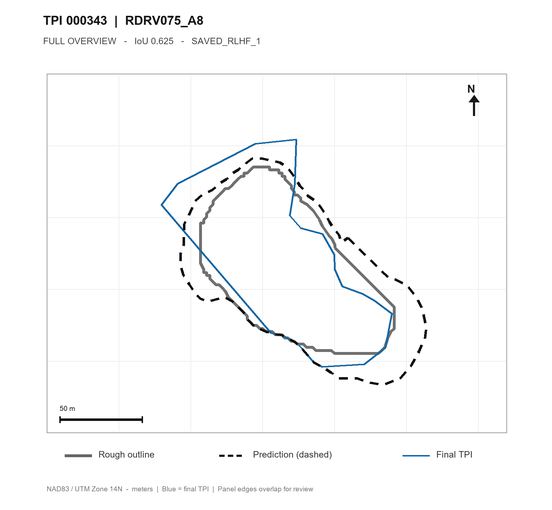 TPI 000343 | RDRV075_A8
FULL OVERVIEW - IoU 0.625 - SAVED_RLHF_1
N
50 m
Rough outline Prediction (dashed) Final TPI
NAD83 / UTM Zone 14N - meters | Blue = final TPI | Panel edges overlap for review